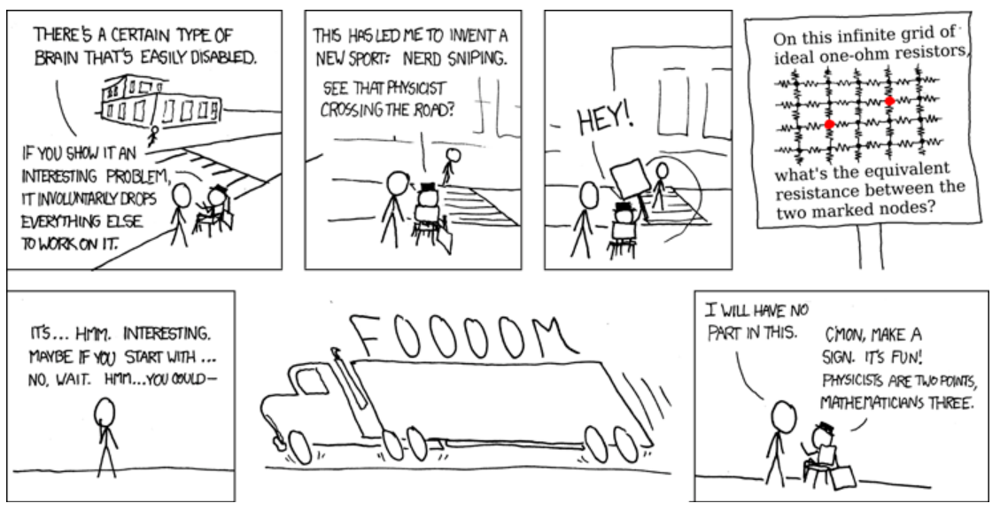 THERE'S A CERTAIN TYPE OF
BRAIN THAT'S EASILY DISABLED.
IF YOU SHOW IT AN
INTERESTING PROBLEM,
IT INVOLUNTARILY DROPS
EVERYTHING ELSE
TO WORK ON IT.
THIS HAS LED ME TO INVENT A
NEW SPORT: NERD SNIPING.
SEE THAT PHYSICIST
CROSSING THE ROAD?
HEY!
On this infinite grid of
ideal one-ohm resistors,
what's the equivalent
resistance between the
two marked nodes?
IT'S... HMM. INTERESTING.
MAYBE IF YOU START WITH ...
NO, WAIT. HMM...YOU COULD—
FOOOOM
I WILL HAVE NO
PART IN THIS.
C'MON, MAKE A
SIGN. IT'S FUN!
PHYSICISTS ARE TWO POINTS,
MATHEMATICIANS THREE.